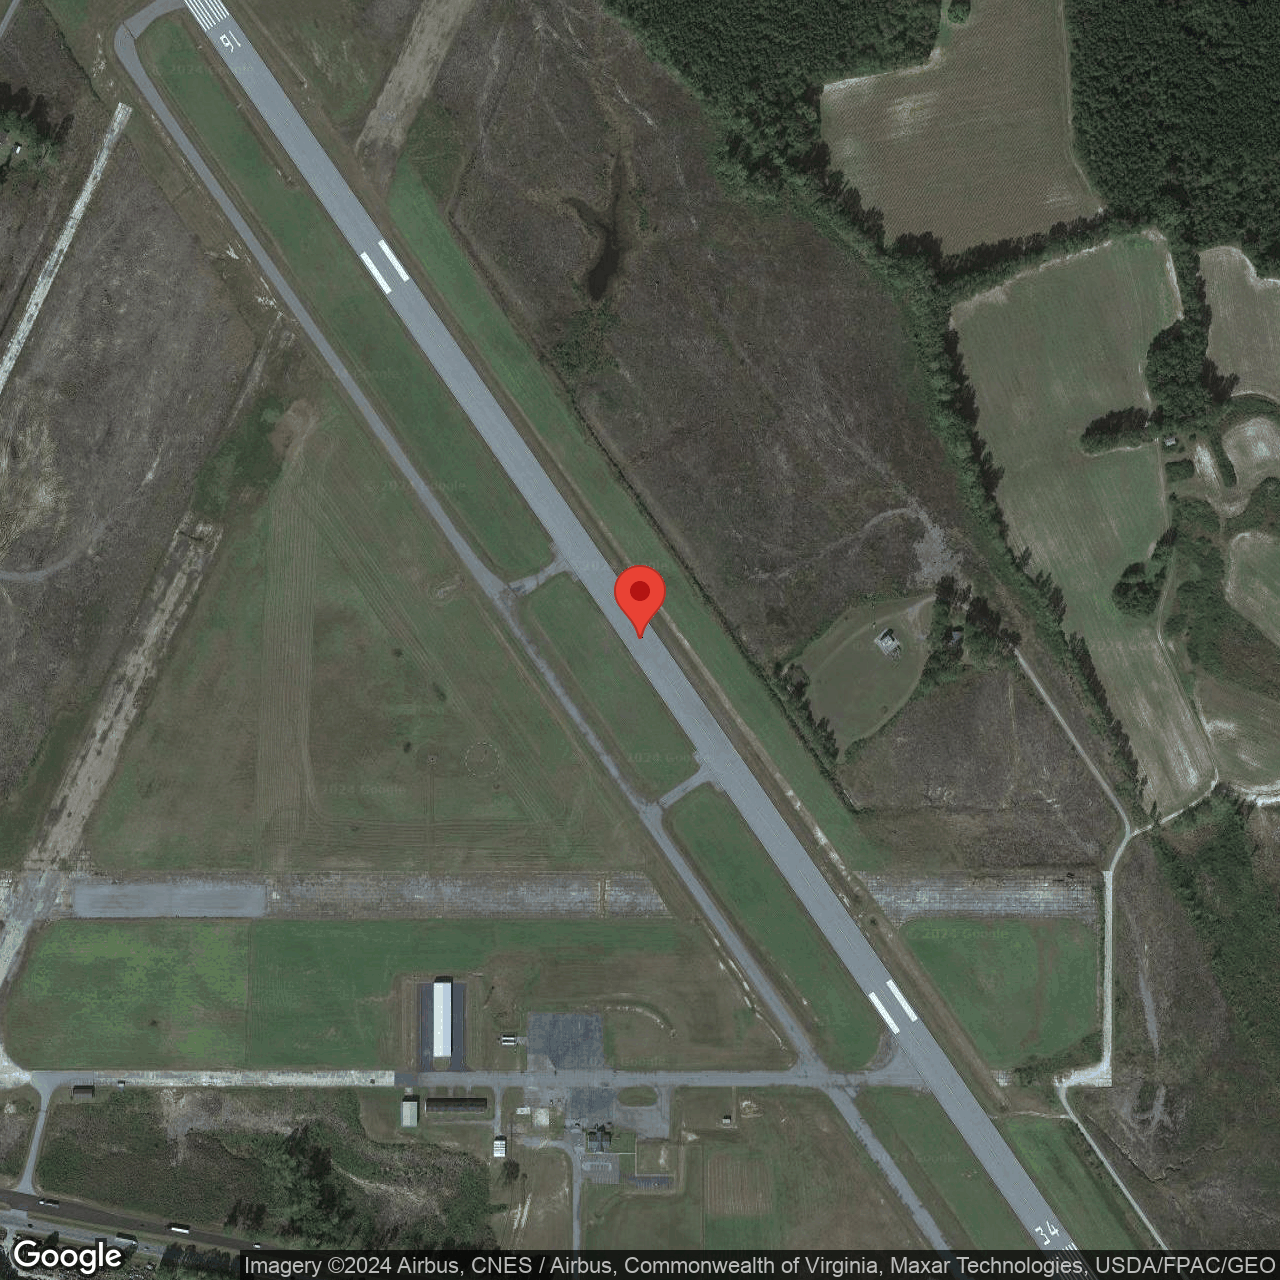 16
34
Google
Imagery ©2024 Airbus, CNES / Airbus, Commonwealth of Virginia, Maxar Technologies, USDA/FPAC/GEO